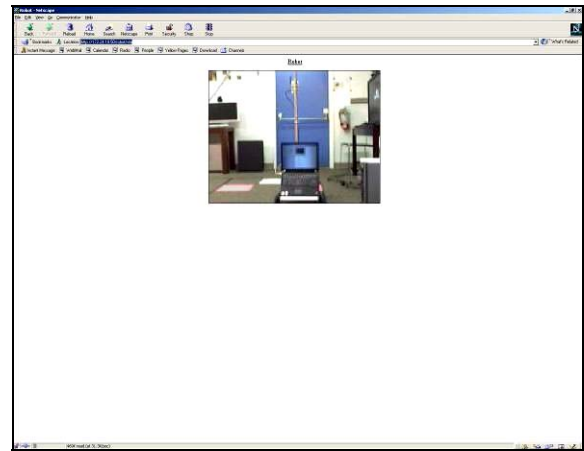 Robot - Netscape
File Edit View Go Communicator Help
Back Reload Home Search Netscape Print Security Shop Stop
Bookmarks Location: What's Related
Instant Message WebMail Calendar Radio People Yellow Pages Download Channels
Robot